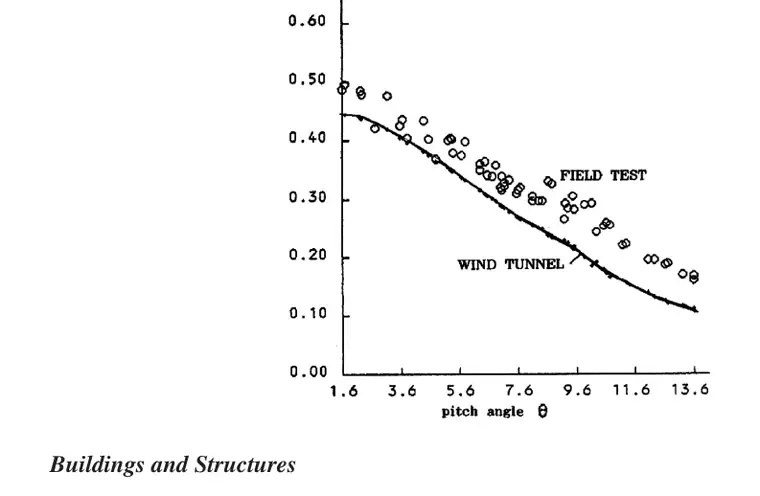 0.60
0.50
0.40
0.30
0.20
0.10
0.00
FIELD TEST
WIND TUNNEL
1.6 3.6 5.6 7.6 9.6 11.6 13.6
pitch angle θ
Buildings and Structures